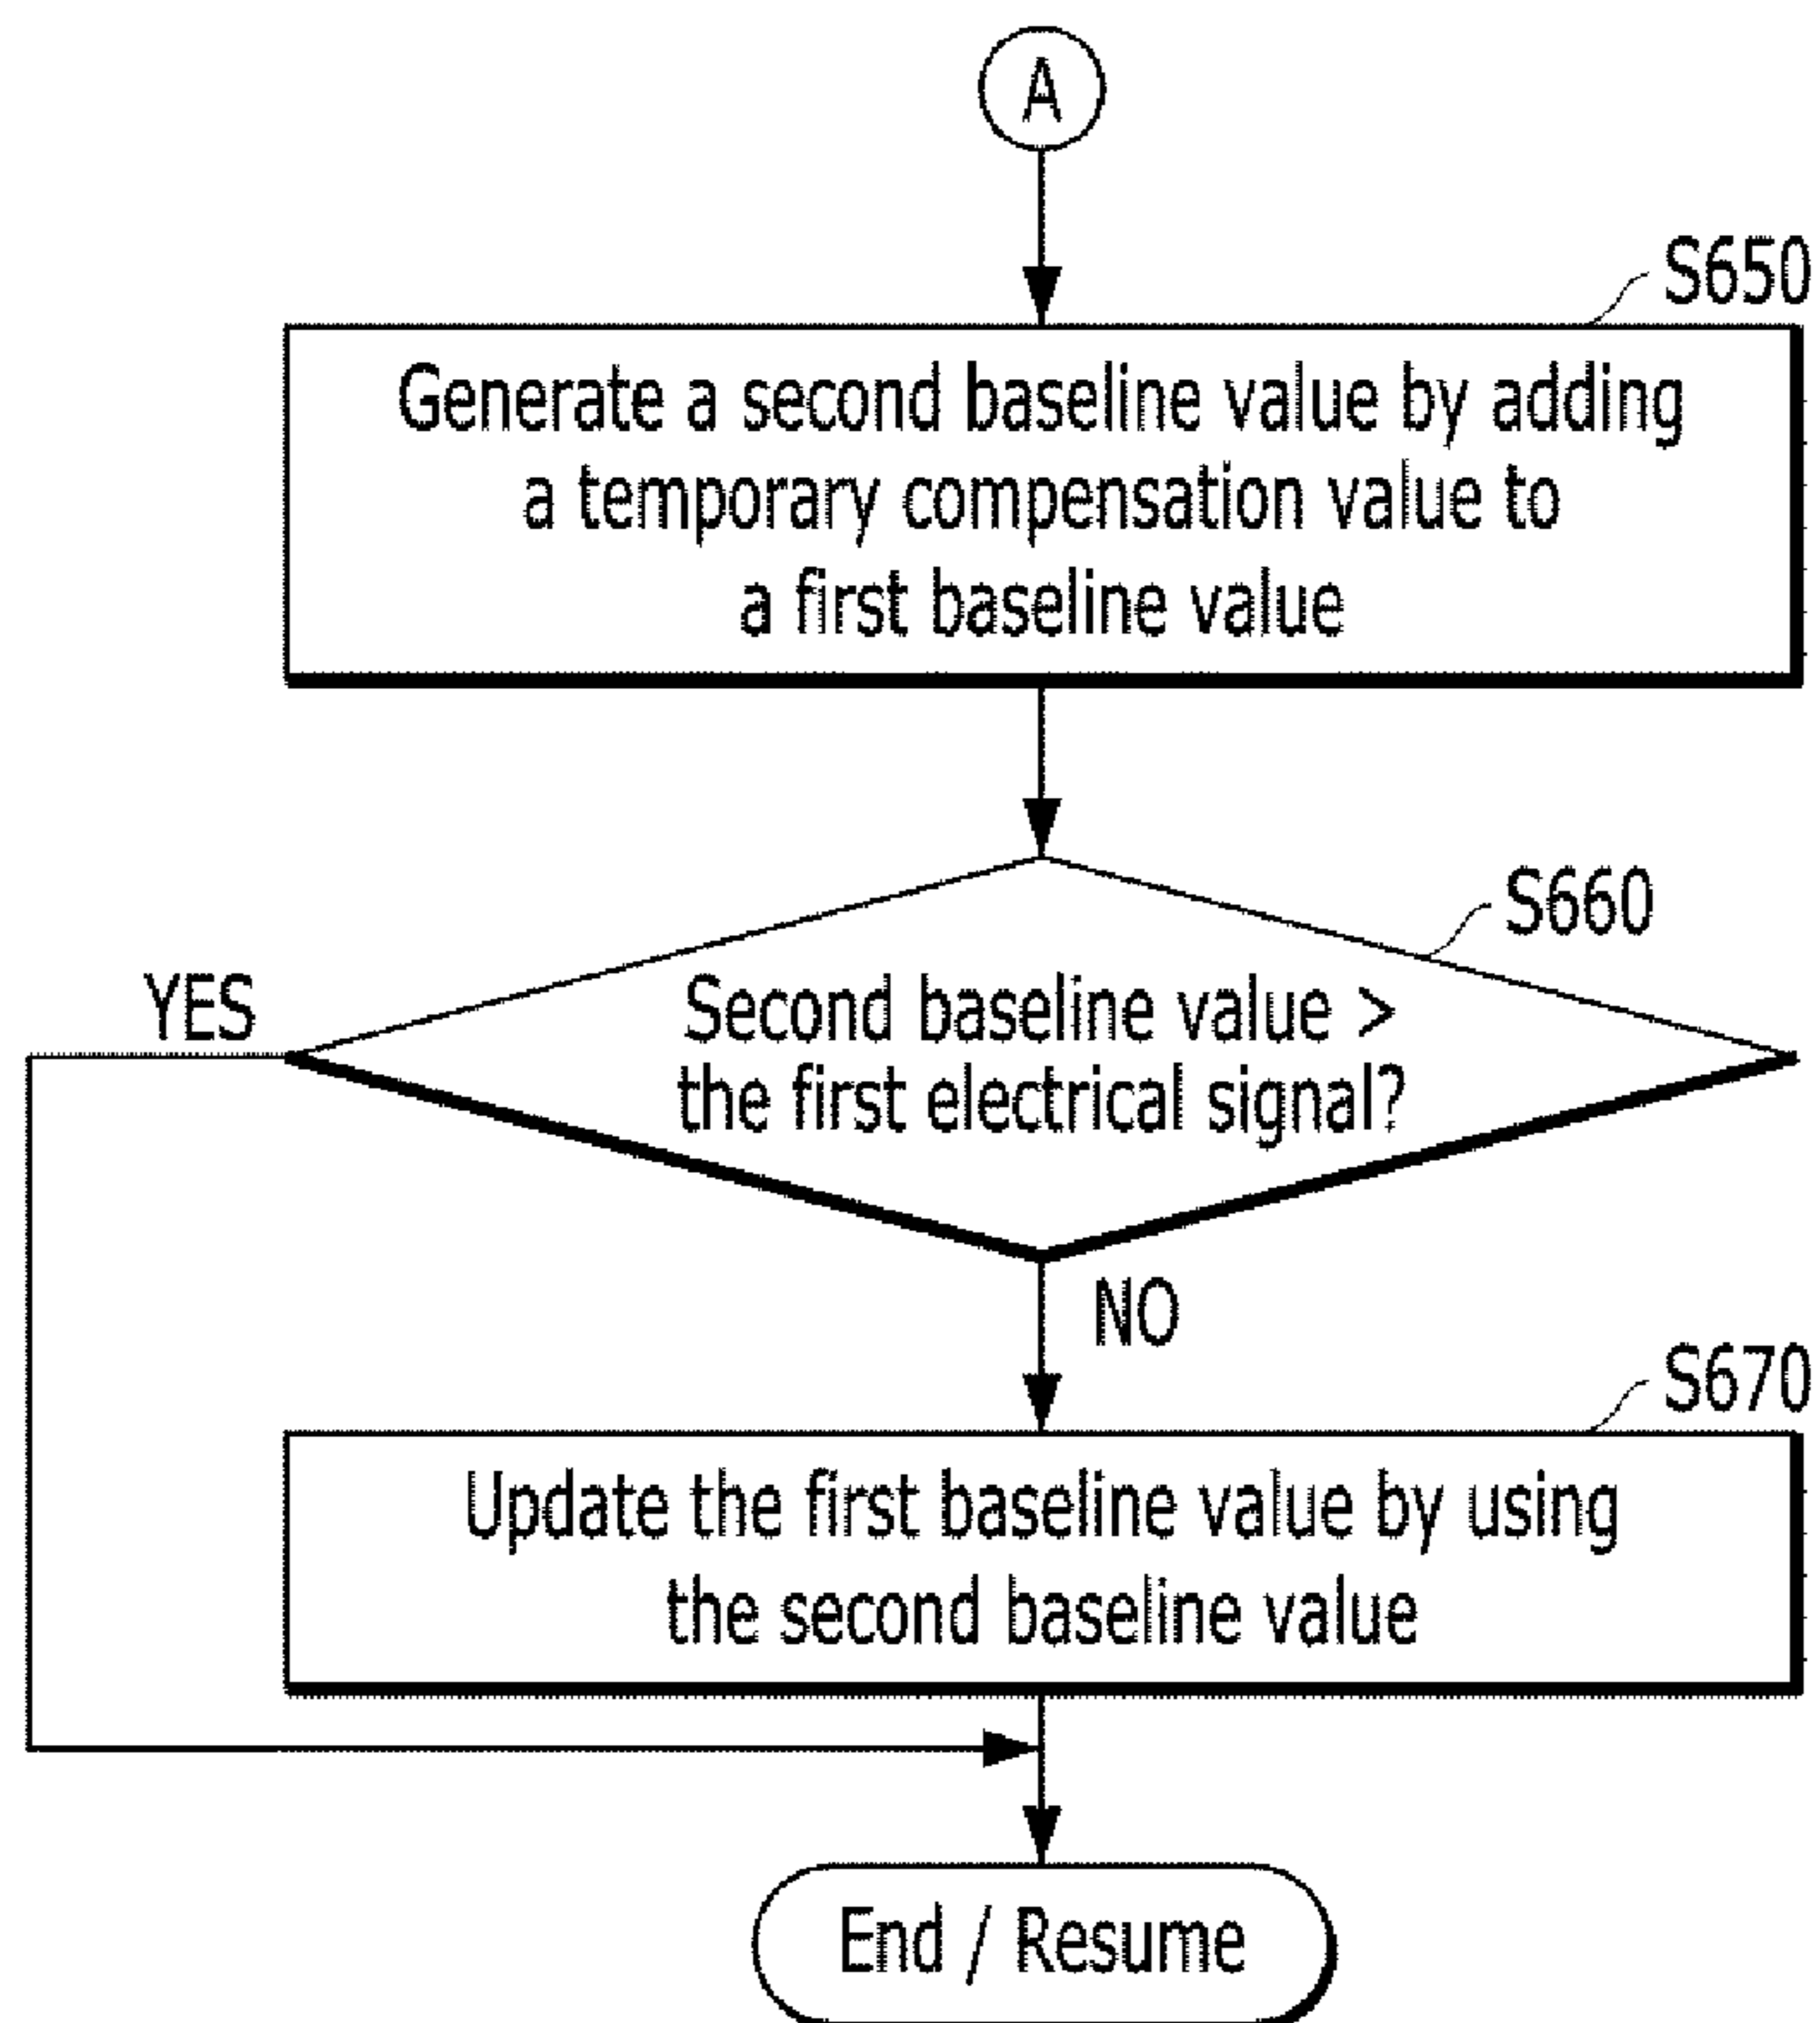 A
S650
Generate a second baseline value by adding
a temporary compensation value to
a first baseline value
S660
YES
Second baseline value >
the first electrical signal?
NO
S670
Update the first baseline value by using
the second baseline value
End / Resume